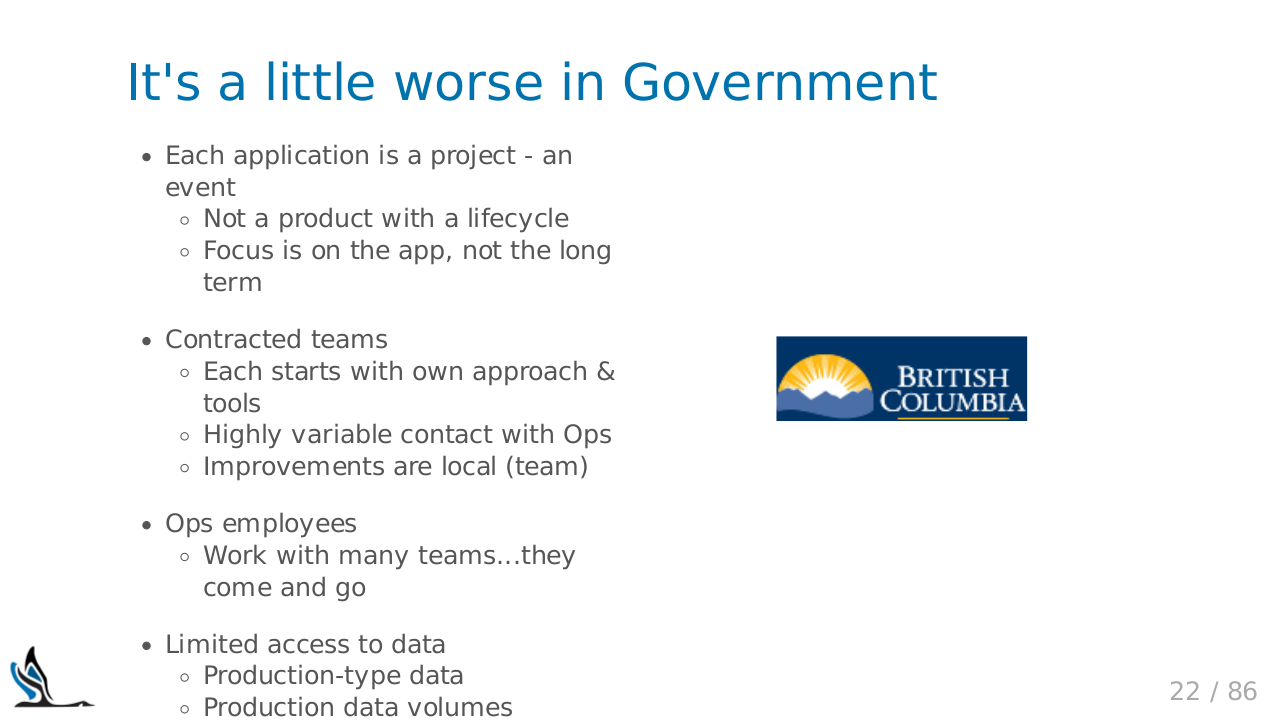 It's a little worse in Government
Each application is a project - an
event
Not a product with a lifecycle
Focus is on the app, not the long
term
Contracted teams
Each starts with own approach &
tools
Highly variable contact with Ops
Improvements are local (team)
Ops employees
Work with many teams...they
come and go
Limited access to data
Production-type data
Production data volumes
BRITISH
COLUMBIA
22 / 86